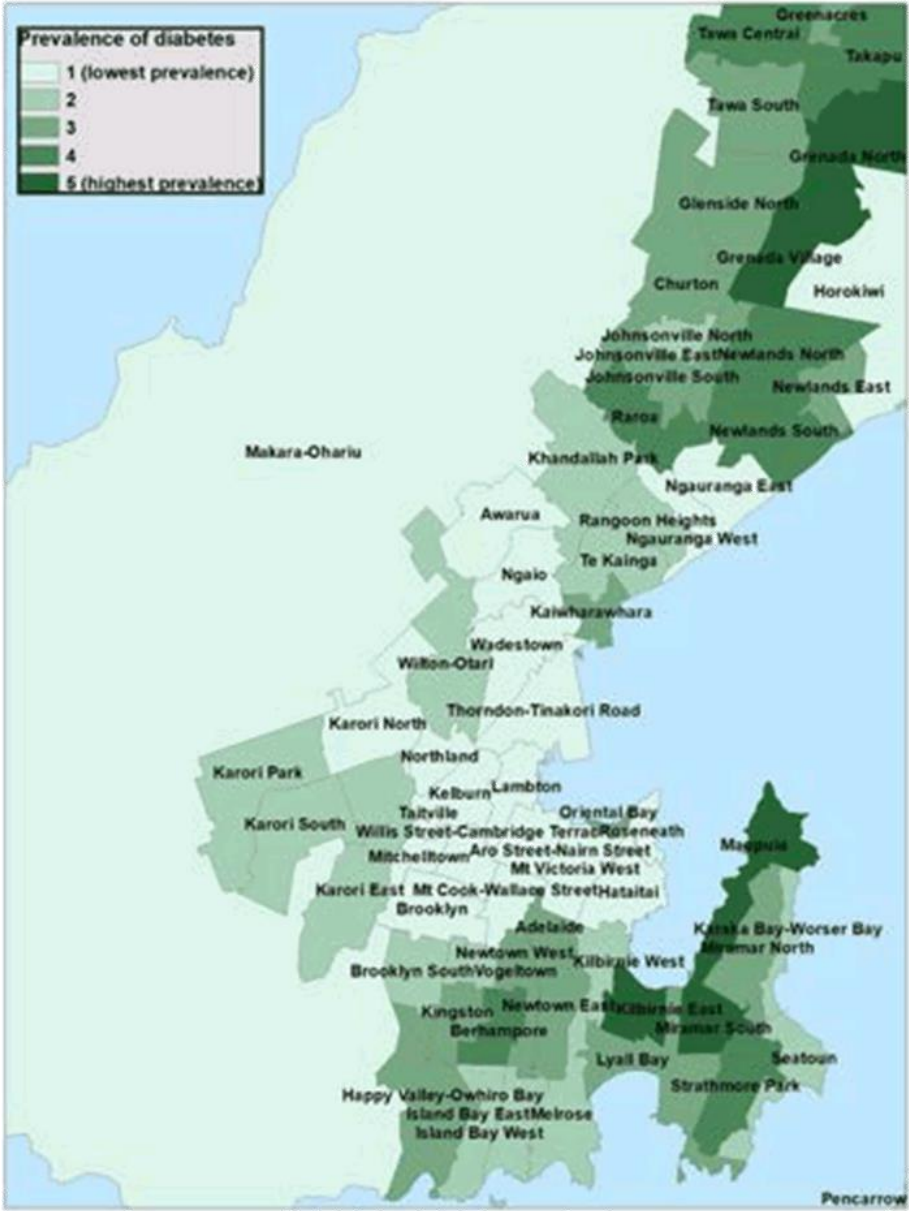 Prevalence of diabetes
1 (lowest prevalence)
2
3
4
5 (highest prevalence)
Greenacres
Tawa Central
Takapu
Tawa South
Grenada North
Glenside North
Grenada Village
Churton
Horokiwi
Johnsonville North
Johnsonville East
Newlands North
Johnsonville South
Newlands East
Raroa
Newlands South
Makara-Ohariu
Khandallah Park
Ngauranga East
Awarua
Rangoon Heights
Ngauranga West
Te Kainga
Ngaio
Kaiwharawhara
Wadestown
Wilton-Otari
Thorndon-Tinakori Road
Karori North
Northland
Karori Park
Lambton
Kelburn
Taitville
Oriental Bay
Karori South
Willis Street-Cambridge Terrac
Roseneath
Maupuia
Aro Street-Nairn Street
Mitchelltown
Mt Victoria West
Karori East
Mt Cook-Wallace Street
Hataitai
Brooklyn
Adelaide
Karaka Bay-Worser Bay
Miramar North
Newtown West
Kilbirnie West
Brooklyn South
Vogeltown
Newtown East
Kilbirnie East
Kingston
Berhampore
Miramar South
Lyall Bay
Seatoun
Strathmore Park
Happy Valley-Owhiro Bay
Island Bay East
Melrose
Island Bay West
Pencarrow